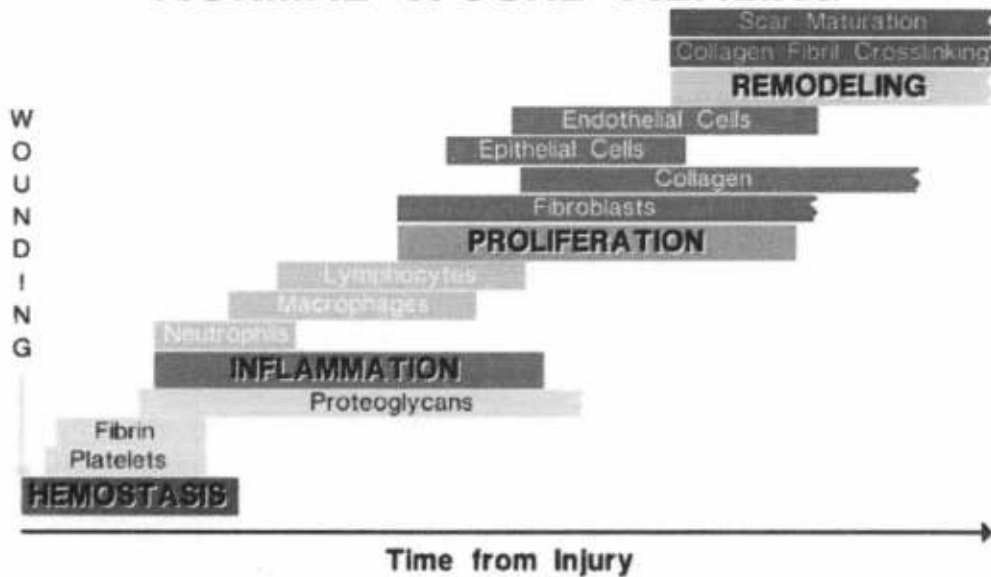 Scar Maturation
Collagen Fibril Crosslinking
REMODELING
Endothelial Cells
Epithelial Cells
Collagen
Fibroblasts
PROLIFERATION
Lymphocytes
Macrophages
Neutrophils
INFLAMMATION
Proteoglycans
Fibrin
Platelets
HEMOSTASIS
WOUNDING
Time from Injury